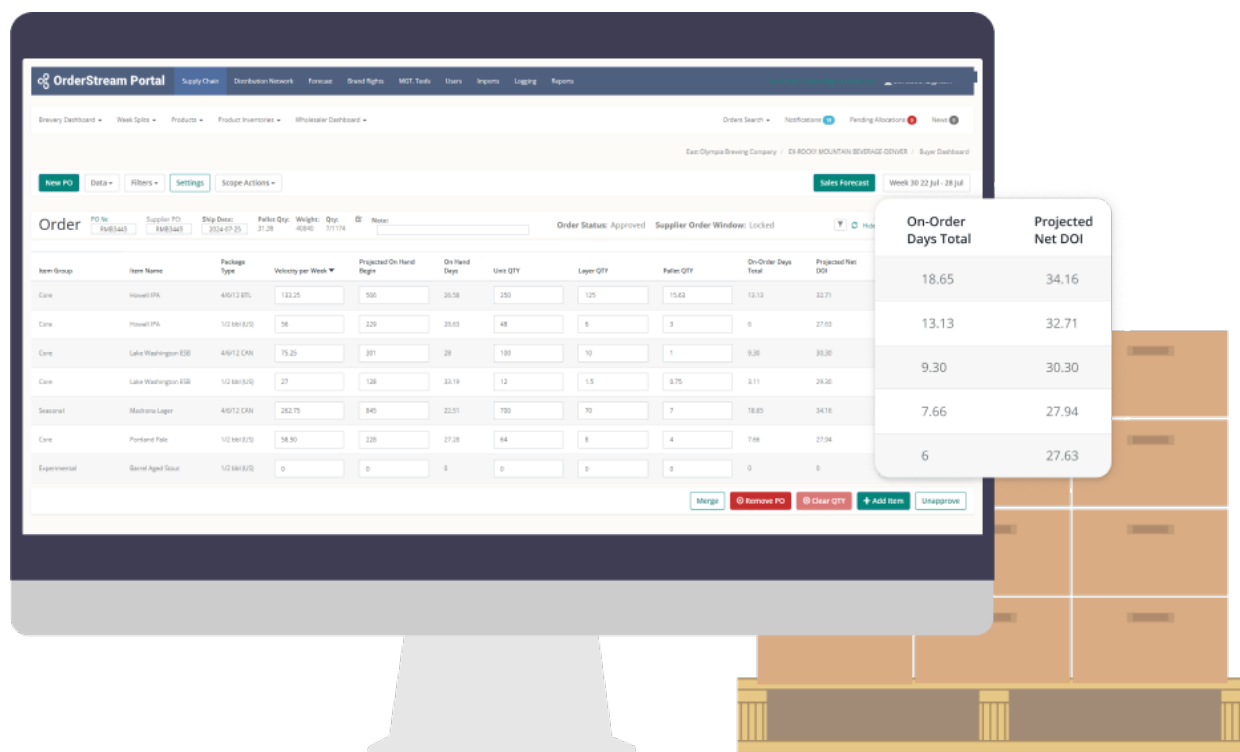 OrderStream Portal Supply Chain Distribution Network Forecast Brand Rights MGT. Tools Users Imports Logging Reports
Brewery Dashboard Week Splits Products Product Inventories Wholesaler Dashboard Orders Search Notifications Pending Allocations News
East Olympia Brewing Company / EX-ROCKY MOUNTAIN BEVERAGE-DENVER / Buyer Dashboard
New PO Data Filters Settings Scope Actions Sales Forecast Week 30 22 Jul - 28 Jul
Order PO №: RMB3445 Supplier PO: RMB3445 Ship Date: 2024-07-25 Pallet Qty: 31.28 Weight: 40840 Qty: 7/1174 Note: Order Status: Approved Supplier Order Window: Locked Hide
Item Group Item Name Package Type Velocity per Week Projected On Hand Begin On Hand Days Unit QTY Layer QTY Pallet QTY On-Order Days Total Projected Net DOI
Core Howell IPA 4/6/12 BTL 133.25 506 26.58 250 125 15.63 13.13 32.71
Core Howell IPA 1/2 bbl (US) 56 229 28.63 48 6 3 6 27.63
Core Lake Washington ESB 4/6/12 CAN 75.25 301 28 100 10 1 9.30 30.30
Core Lake Washington ESB 1/2 bbl (US) 27 128 33.19 12 1.5 0.75 3.11 29.30
Seasonal Madrona Lager 4/6/12 CAN 262.75 845 22.51 700 70 7 18.65 34.16
Core Portland Pale 1/2 bbl (US) 58.50 228 27.28 64 8 4 7.66 27.94
Experimental Barrel Aged Stout 1/2 bbl (US) 0 0 0 0 0 0 0 0
Merge Remove PO Clear QTY Add Item Unapprove
On-Order Days Total Projected Net DOI
18.65 34.16
13.13 32.71
9.30 30.30
7.66 27.94
6 27.63